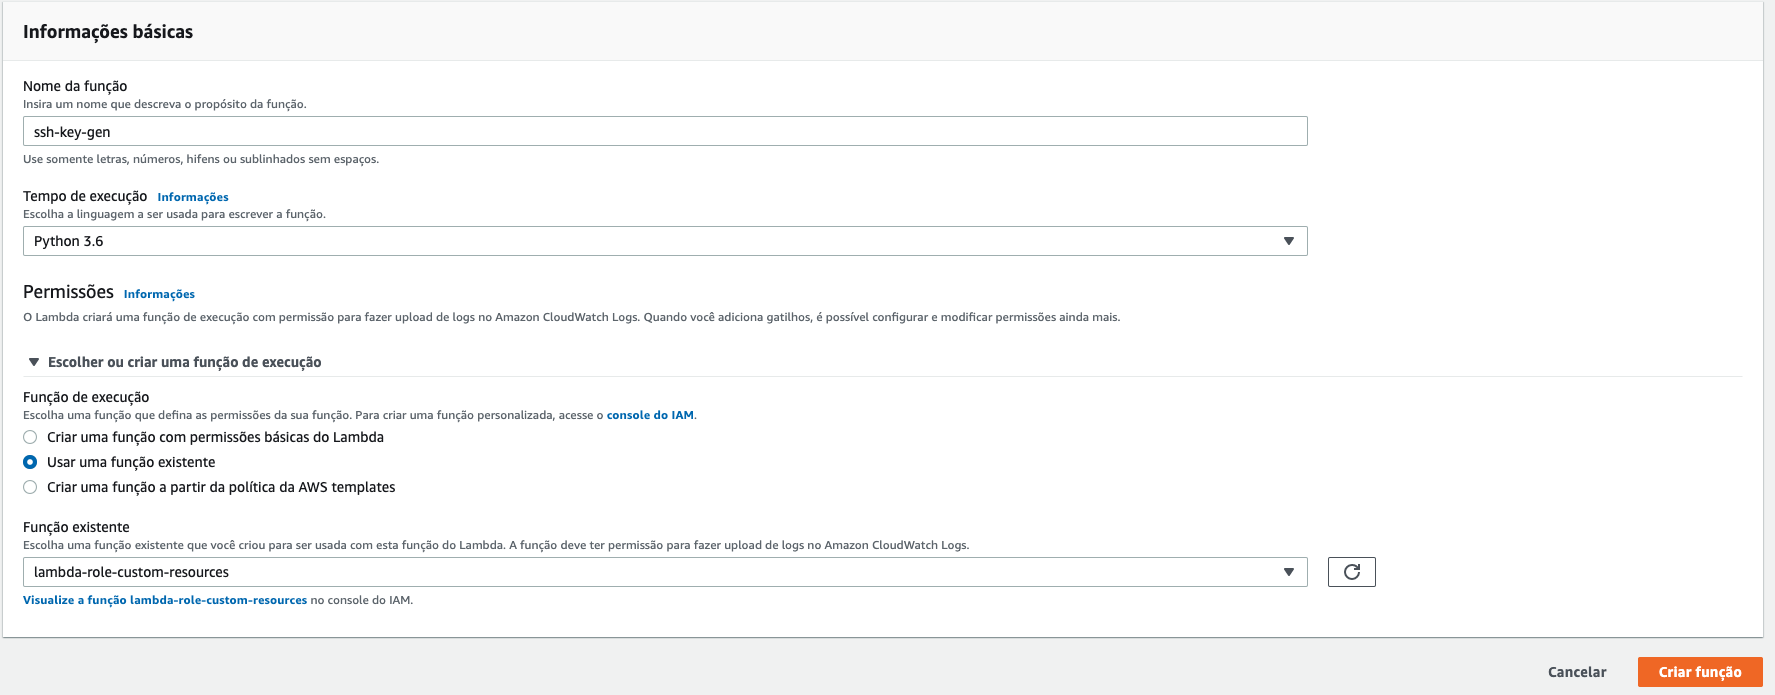 Informações básicas
Nome da função
Insira um nome que descreva o propósito da função.
ssh-key-gen
Use somente letras, números, hifens ou sublinhados sem espaços.
Tempo de execução Informações
Escolha a linguagem a ser usada para escrever a função.
Python 3.6
Permissões Informações
O Lambda criará uma função de execução com permissão para fazer upload de logs no Amazon CloudWatch Logs. Quando você adiciona gatilhos, é possível configurar e modificar permissões ainda mais.
Escolher ou criar uma função de execução
Função de execução
Escolha uma função que defina as permissões da sua função. Para criar uma função personalizada, acesse o console do IAM.
Criar uma função com permissões básicas do Lambda
Usar uma função existente
Criar uma função a partir da política da AWS templates
Função existente
Escolha uma função existente que você criou para ser usada com esta função do Lambda. A função deve ter permissão para fazer upload de logs no Amazon CloudWatch Logs.
lambda-role-custom-resources
Visualize a função lambda-role-custom-resources no console do IAM.
Cancelar Criar função